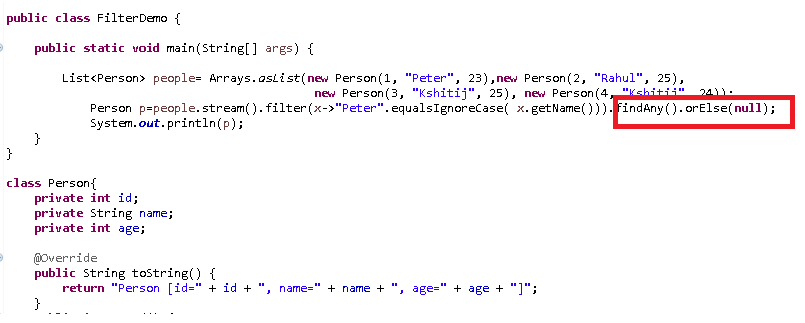 public class FilterDemo {
public static void main(String[] args) {
List<Person> people= Arrays.asList(new Person(1, "Peter", 23),new Person(2, "Rahul", 25),
new Person(3, "Kshitij", 25), new Person(4, "Kshitij", 24));
Person p=people.stream().filter(x->"Peter".equalsIgnoreCase( x.getName())).findAny().orElse(null);
System.out.println(p);
}
}
class Person{
private int id;
private String name;
private int age;
@Override
public String toString() {
return "Person [id=" + id + ", name=" + name + ", age=" + age + "]";
}